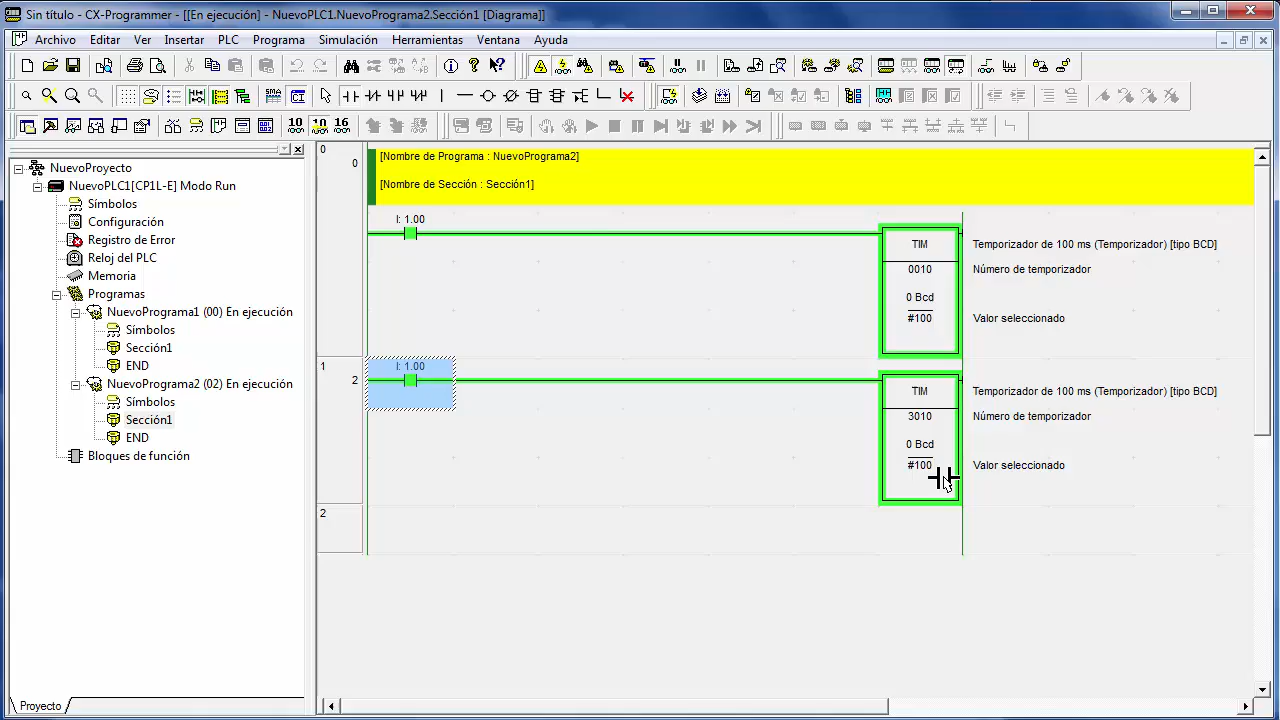 Sin título - CX-Programmer - [[En ejecución] - NuevoPLC1.NuevoPrograma2.Sección1 [Diagrama]]
Archivo Editar Ver Insertar PLC Programa Simulación Herramientas Ventana Ayuda
SMA CI
10 10 16
NuevoProyecto
NuevoPLC1[CP1L-E] Modo Run
Símbolos
Configuración
Registro de Error
Reloj del PLC
Memoria
Programas
NuevoPrograma1 (00) En ejecución
Símbolos
Sección1
END
NuevoPrograma2 (02) En ejecución
Símbolos
Sección1
END
Bloques de función
Proyecto
0
0
[Nombre de Programa : NuevoPrograma2]
[Nombre de Sección : Sección1]
I: 1.00
TIM Temporizador de 100 ms (Temporizador) [tipo BCD]
0010 Número de temporizador
0 Bcd
#100 Valor seleccionado
1
2
I: 1.00
TIM Temporizador de 100 ms (Temporizador) [tipo BCD]
3010 Número de temporizador
0 Bcd
#100 Valor seleccionado
2